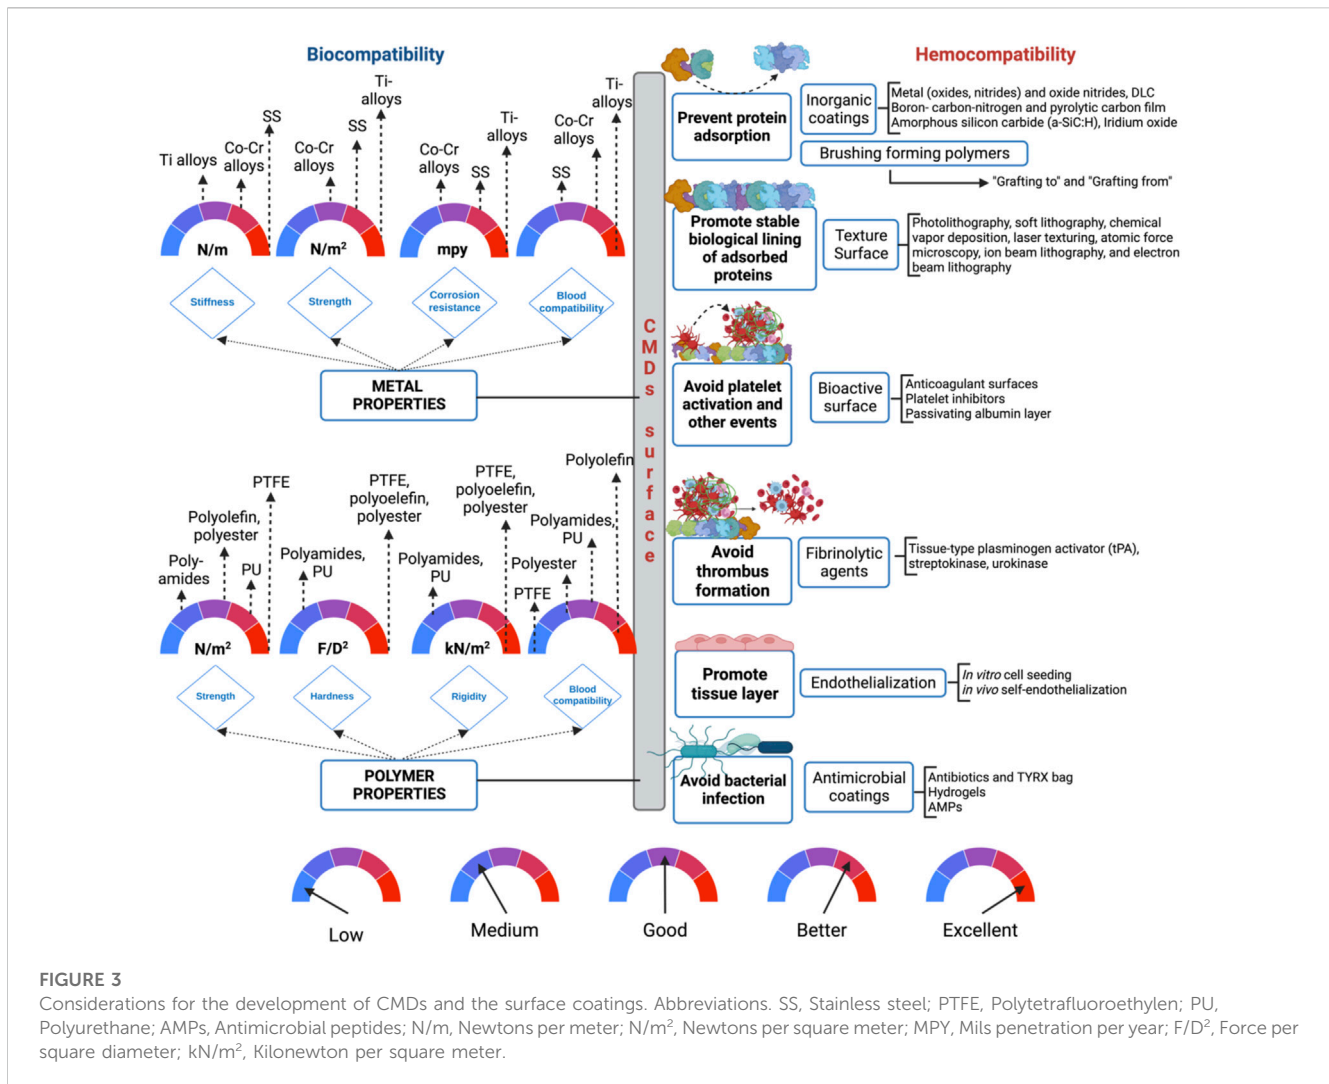 Biocompatibility
Hemocompatibility
Ti alloys
Co-Cr
alloys
SS
Co-Cr
alloys
SS
Ti-
alloys
Co-Cr
alloys
SS
Ti-
alloys
SS
Co-Cr
alloys
Ti-
alloys
N/m
N/m²
mpy
Stiffness
Strength
Corrosion
resistance
Blood
compatibility
METAL
PROPERTIES
Poly-
amides
Polyolefin,
polyester
PU
PTFE
Polyamides,
PU
PTFE,
polyoelefin,
polyester
Polyamides,
PU
PTFE,
polyoelefin,
polyester
PTFE
Polyester
Polyamides,
PU
Polyolefin
N/m²
F/D²
kN/m²
Strength
Hardness
Rigidity
Blood
compatibility
POLYMER
PROPERTIES
CMDs surface
Prevent protein
adsorption
Inorganic
coatings
Metal (oxides, nitrides) and oxide nitrides, DLC
Boron- carbon-nitrogen and pyrolytic carbon film
Amorphous silicon carbide (a-SiC:H), Iridium oxide
Brushing forming polymers
"Grafting to" and "Grafting from"
Promote stable
biological lining
of adsorbed
proteins
Texture
Surface
Photolithography, soft lithography, chemical
vapor deposition, laser texturing, atomic force
microscopy, ion beam lithography, and electron
beam lithography
Avoid platelet
activation and
other events
Bioactive
surface
Anticoagulant surfaces
Platelet inhibitors
Passivating albumin layer
Avoid
thrombus
formation
Fibrinolytic
agents
Tissue-type plasminogen activator (tPA),
streptokinase, urokinase
Promote
tissue layer
Endothelialization
In vitro cell seeding
in vivo self-endothelialization
Avoid bacterial
infection
Antimicrobial
coatings
Antibiotics and TYRX bag
Hydrogels
AMPs
Low
Medium
Good
Better
Excellent
FIGURE 3
Considerations for the development of CMDs and the surface coatings. Abbreviations. SS, Stainless steel; PTFE, Polytetrafluoroethylen; PU,
Polyurethane; AMPs, Antimicrobial peptides; N/m, Newtons per meter; N/m², Newtons per square meter; MPY, Mils penetration per year; F/D², Force per
square diameter; kN/m², Kilonewton per square meter.